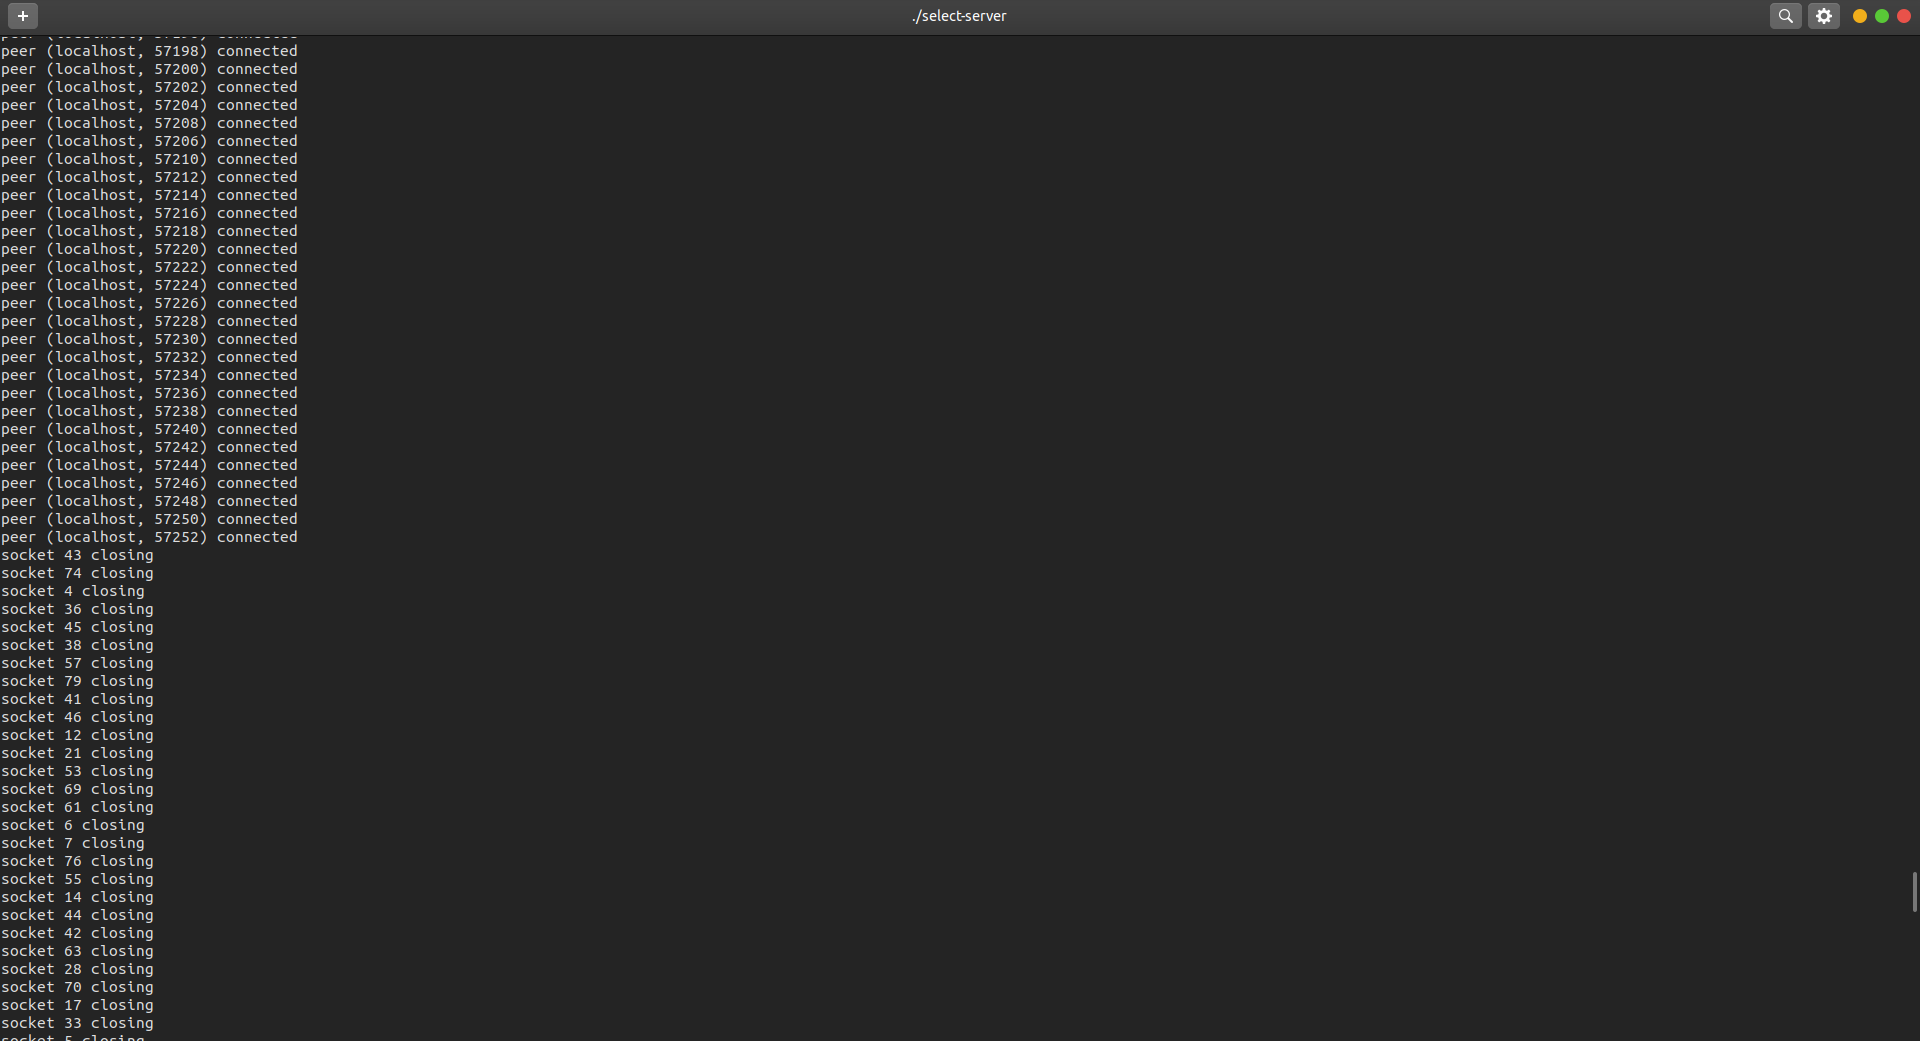 ./select-server
peer (localhost, 57198) connected
peer (localhost, 57200) connected
peer (localhost, 57202) connected
peer (localhost, 57204) connected
peer (localhost, 57208) connected
peer (localhost, 57206) connected
peer (localhost, 57210) connected
peer (localhost, 57212) connected
peer (localhost, 57214) connected
peer (localhost, 57216) connected
peer (localhost, 57218) connected
peer (localhost, 57220) connected
peer (localhost, 57222) connected
peer (localhost, 57224) connected
peer (localhost, 57226) connected
peer (localhost, 57228) connected
peer (localhost, 57230) connected
peer (localhost, 57232) connected
peer (localhost, 57234) connected
peer (localhost, 57236) connected
peer (localhost, 57238) connected
peer (localhost, 57240) connected
peer (localhost, 57242) connected
peer (localhost, 57244) connected
peer (localhost, 57246) connected
peer (localhost, 57248) connected
peer (localhost, 57250) connected
peer (localhost, 57252) connected
socket 43 closing
socket 74 closing
socket 4 closing
socket 36 closing
socket 45 closing
socket 38 closing
socket 57 closing
socket 79 closing
socket 41 closing
socket 46 closing
socket 12 closing
socket 21 closing
socket 53 closing
socket 69 closing
socket 61 closing
socket 6 closing
socket 7 closing
socket 76 closing
socket 55 closing
socket 14 closing
socket 44 closing
socket 42 closing
socket 63 closing
socket 28 closing
socket 70 closing
socket 17 closing
socket 33 closing
socket 5 closing